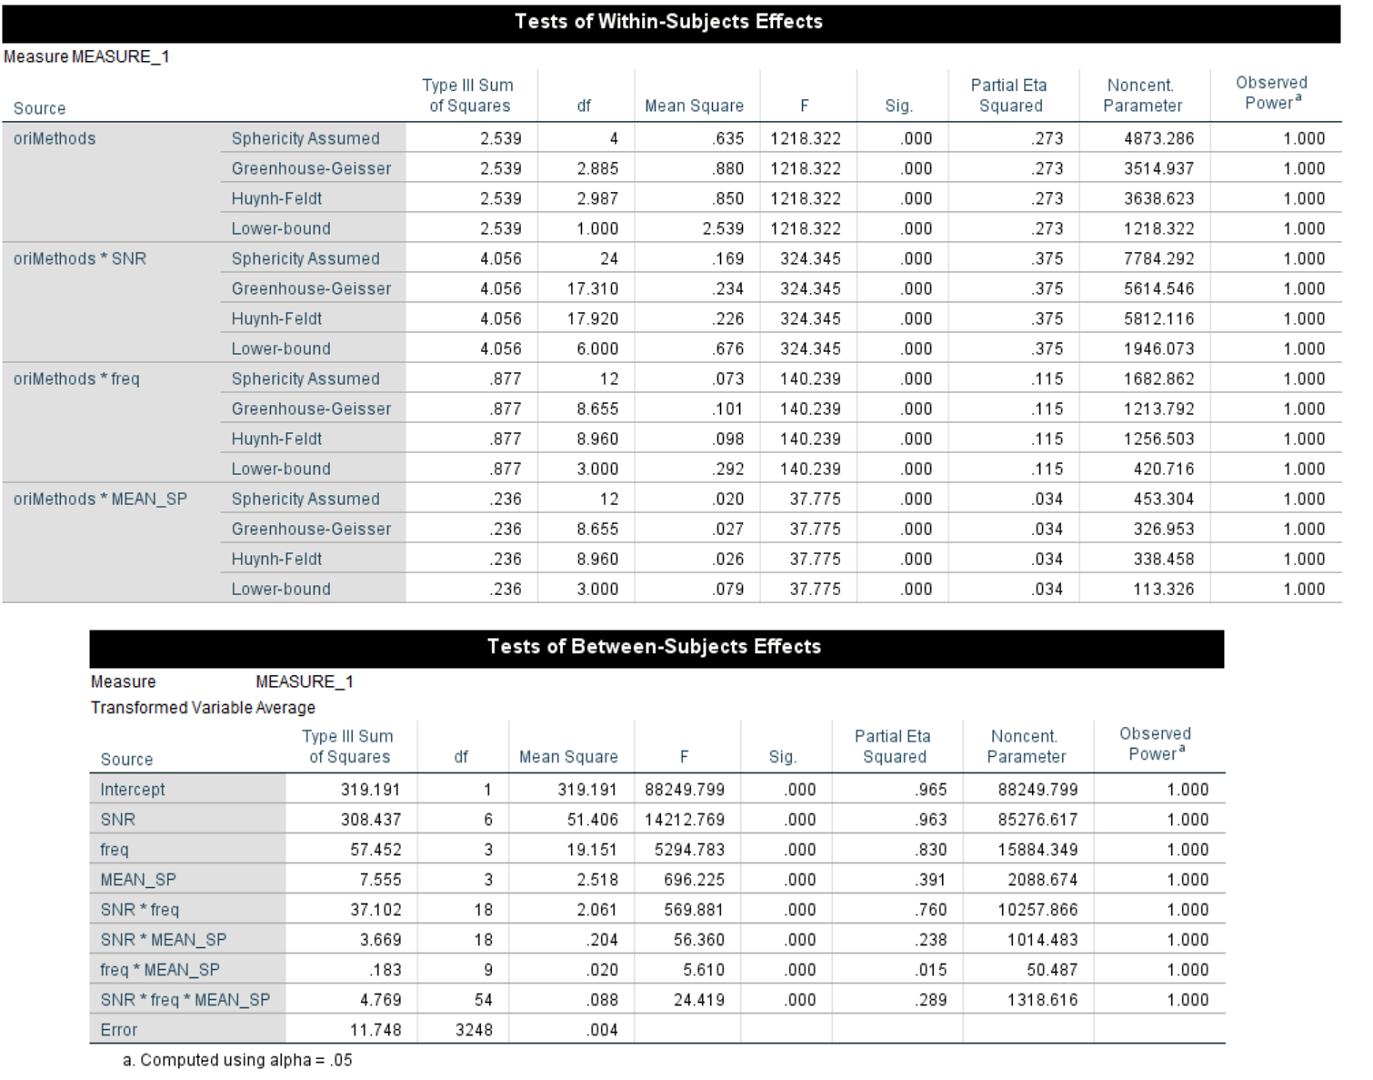 Tests of Within-Subjects Effects
Measure MEASURE_1
Source Type III Sum of Squares df Mean Square F Sig. Partial Eta Squared Noncent. Parameter Observed Power a
oriMethods Sphericity Assumed 2.539 4 .635 1218.322 .000 .273 4873.286 1.000
Greenhouse-Geisser 2.539 2.885 .880 1218.322 .000 .273 3514.937 1.000
Huynh-Feldt 2.539 2.987 .850 1218.322 .000 .273 3638.623 1.000
Lower-bound 2.539 1.000 2.539 1218.322 .000 .273 1218.322 1.000
oriMethods * SNR Sphericity Assumed 4.056 24 .169 324.345 .000 .375 7784.292 1.000
Greenhouse-Geisser 4.056 17.310 .234 324.345 .000 .375 5614.546 1.000
Huynh-Feldt 4.056 17.920 .226 324.345 .000 .375 5812.116 1.000
Lower-bound 4.056 6.000 .676 324.345 .000 .375 1946.073 1.000
oriMethods * freq Sphericity Assumed .877 12 .073 140.239 .000 .115 1682.862 1.000
Greenhouse-Geisser .877 8.655 .101 140.239 .000 .115 1213.792 1.000
Huynh-Feldt .877 8.960 .098 140.239 .000 .115 1256.503 1.000
Lower-bound .877 3.000 .292 140.239 .000 .115 420.716 1.000
oriMethods * MEAN_SP Sphericity Assumed .236 12 .020 37.775 .000 .034 453.304 1.000
Greenhouse-Geisser .236 8.655 .027 37.775 .000 .034 326.953 1.000
Huynh-Feldt .236 8.960 .026 37.775 .000 .034 338.458 1.000
Lower-bound .236 3.000 .079 37.775 .000 .034 113.326 1.000
Tests of Between-Subjects Effects
Measure MEASURE_1
Transformed Variable Average
Source Type III Sum of Squares df Mean Square F Sig. Partial Eta Squared Noncent. Parameter Observed Power a
Intercept 319.191 1 319.191 88249.799 .000 .965 88249.799 1.000
SNR 308.437 6 51.406 14212.769 .000 .963 85276.617 1.000
freq 57.452 3 19.151 5294.783 .000 .830 15884.349 1.000
MEAN_SP 7.555 3 2.518 696.225 .000 .391 2088.674 1.000
SNR * freq 37.102 18 2.061 569.881 .000 .760 10257.866 1.000
SNR * MEAN_SP 3.669 18 .204 56.360 .000 .238 1014.483 1.000
freq * MEAN_SP .183 9 .020 5.610 .000 .015 50.487 1.000
SNR * freq * MEAN_SP 4.769 54 .088 24.419 .000 .289 1318.616 1.000
Error 11.748 3248 .004
a. Computed using alpha = .05